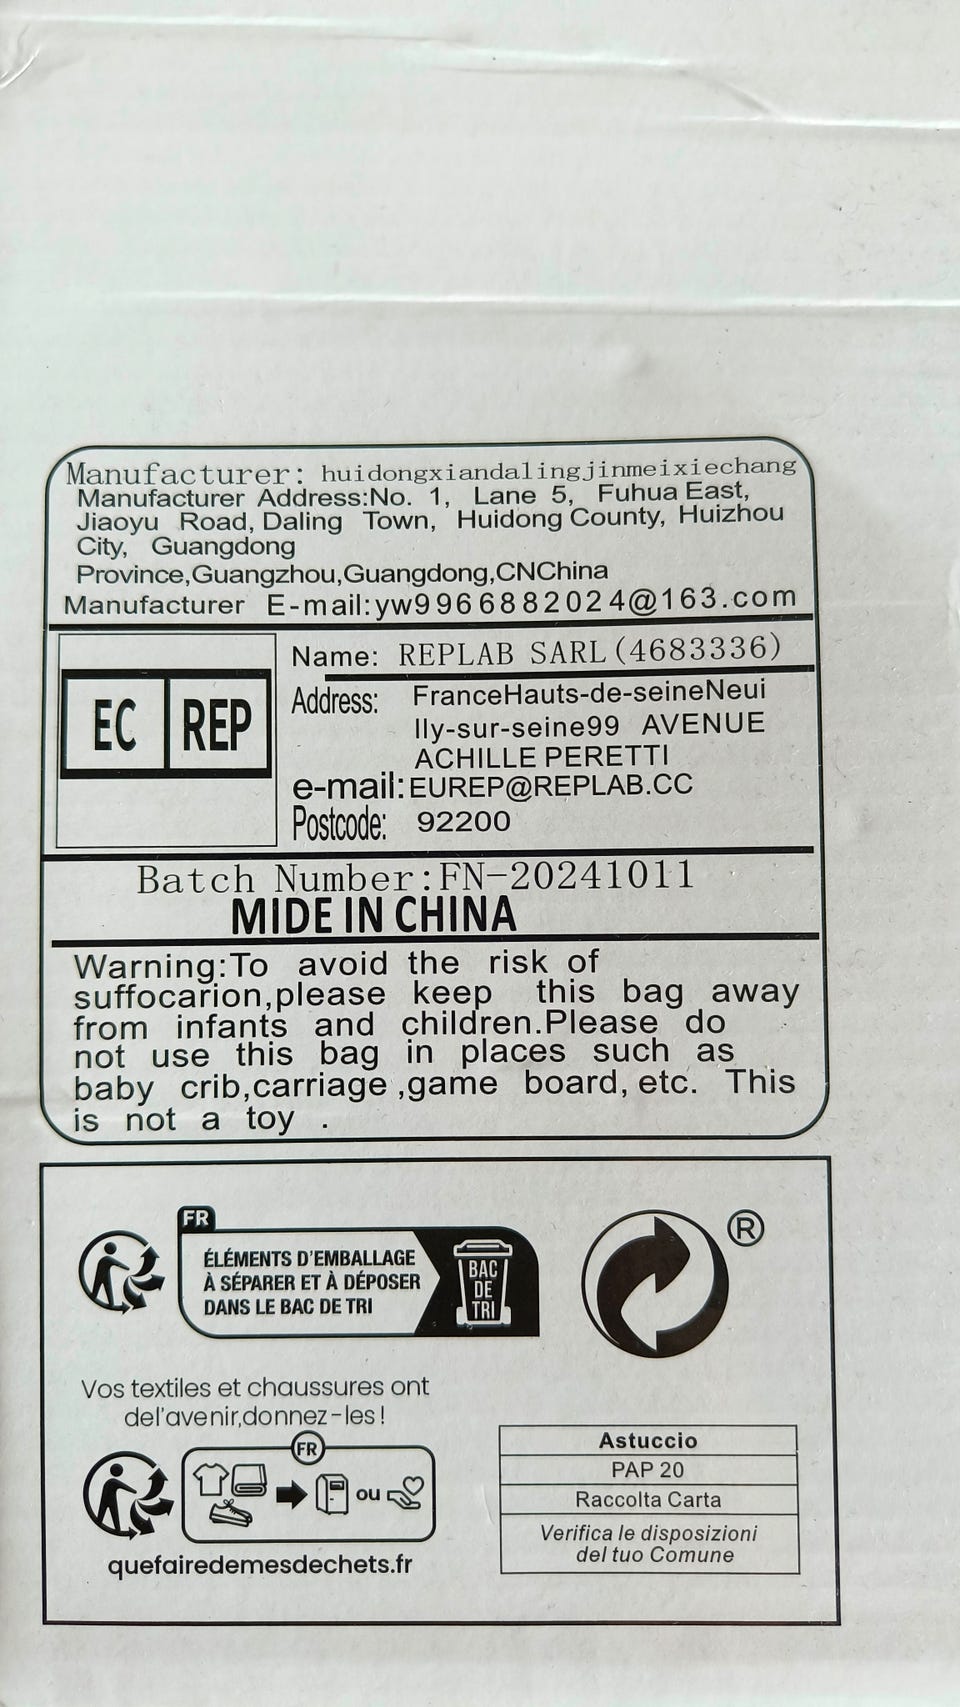 Manufacturer: huidongxiandalingjinmeixiechang
Manufacturer Address:No. 1, Lane 5, Fuhua East,
Jiaoyu Road, Daling Town, Huidong County, Huizhou
City, Guangdong
Province,Guangzhou,Guangdong,CNChina
Manufacturer E-mail:yw9966882024@163.com
EC REP
Name: REPLAB SARL(4683336)
Address: FranceHauts-de-seineNeui
lly-sur-seine99 AVENUE
ACHILLE PERETTI
e-mail:EUREP@REPLAB.CC
Postcode: 92200
Batch Number:FN-20241011
MIDE IN CHINA
Warning:To avoid the risk of
suffocarion,please keep this bag away
from infants and children.Please do
not use this bag in places such as
baby crib,carriage ,game board, etc. This
is not a toy .
FR
ÉLÉMENTS D'EMBALLAGE
À SÉPARER ET À DÉPOSER
DANS LE BAC DE TRI
BAC
DE
TRI
®
Vos textiles et chaussures ont
del'avenir,donnez-les!
FR
ou
quefairedemesdechets.fr
Astuccio
PAP 20
Raccolta Carta
Verifica le disposizioni
del tuo Comune